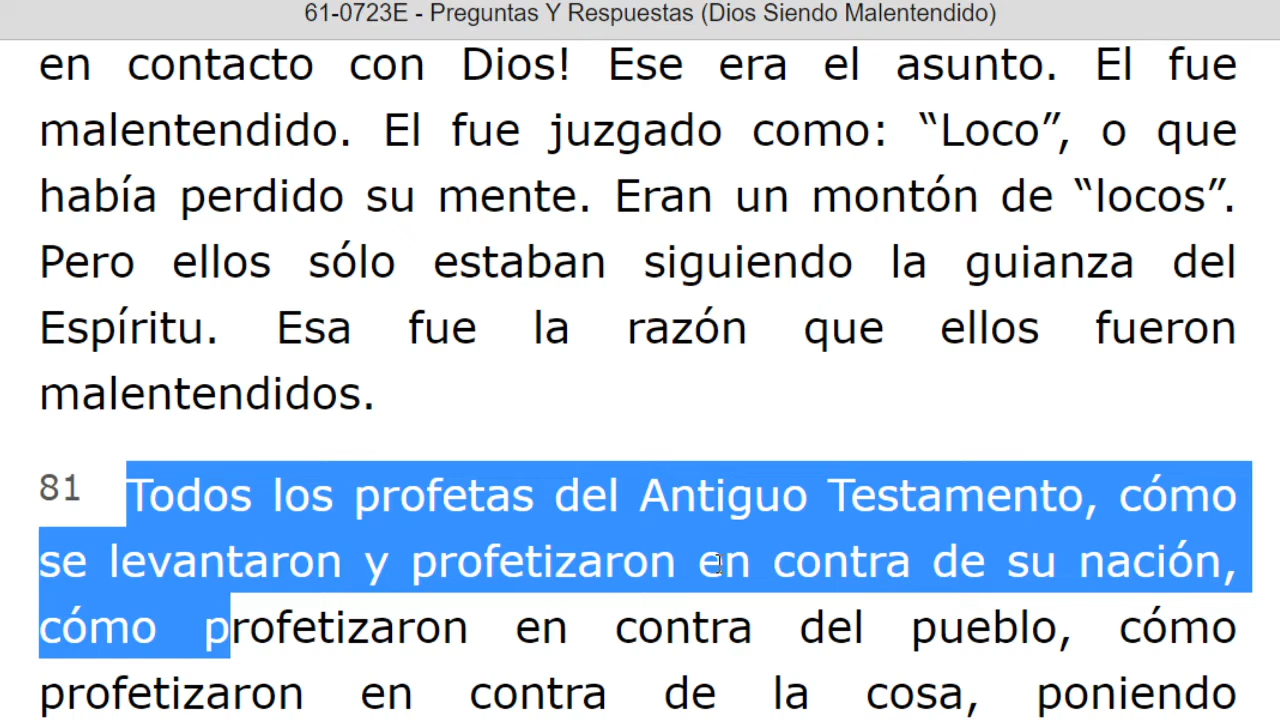 61-0723E - Preguntas Y Respuestas (Dios Siendo Malentendido)
en contacto con Dios! Ese era el asunto. El fue
malentendido. El fue juzgado como: “Loco”, o que
había perdido su mente. Eran un montón de “locos”.
Pero ellos sólo estaban siguiendo la guianza del
Espíritu. Esa fue la razón que ellos fueron
malentendidos.
81 Todos los profetas del Antiguo Testamento, cómo
se levantaron y profetizaron en contra de su nación,
cómo profetizaron en contra del pueblo, cómo
profetizaron en contra de la cosa, poniendo